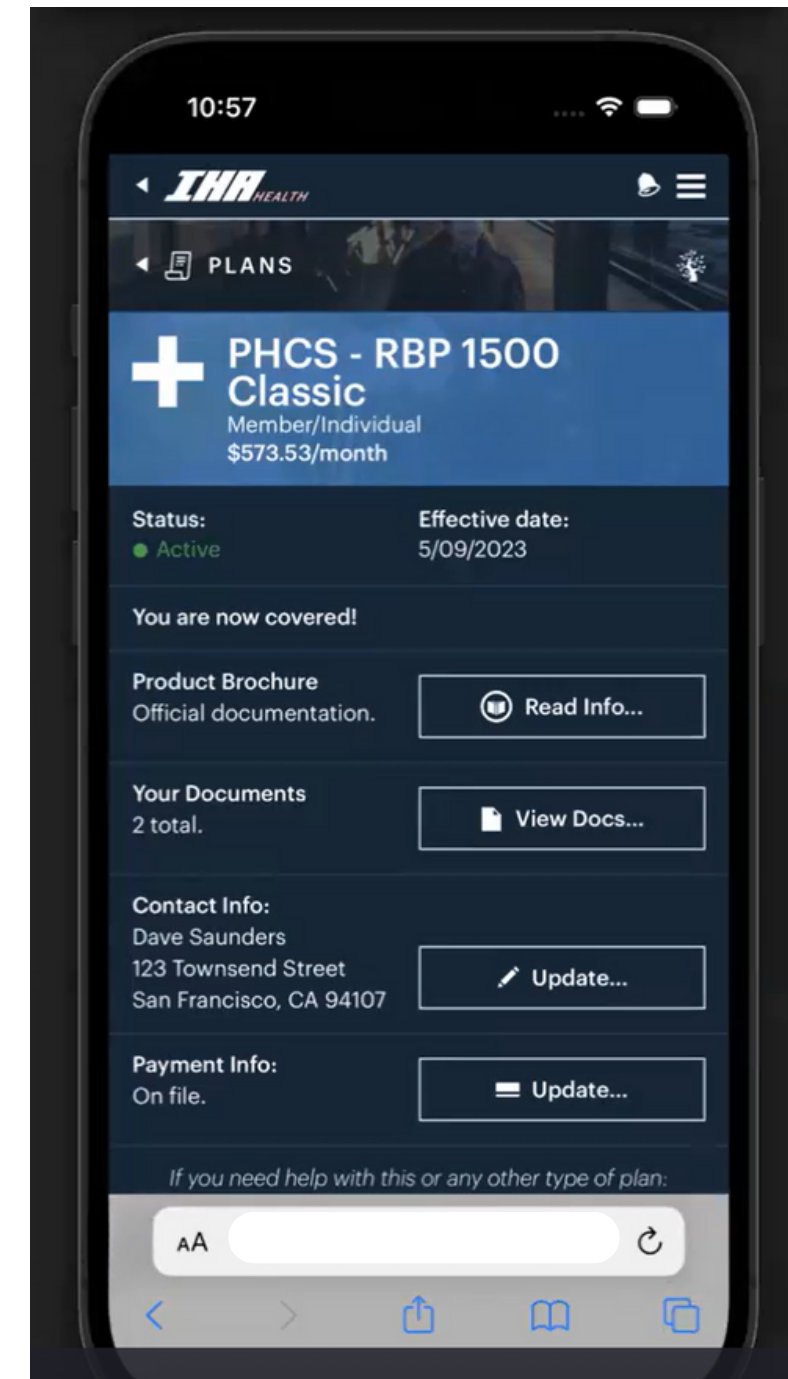 10:57
IHA HEALTH
PLANS
PHCS - RBP 1500
Classic
Member/Individual
$573.53/month
Status:
Effective date:
Active
5/09/2023
You are now covered!
Product Brochure
Official documentation.
Read Info...
Your Documents
2 total.
View Docs...
Contact Info:
Dave Saunders
123 Townsend Street
San Francisco, CA 94107
Update...
Payment Info:
On file.
Update...
If you need help with this or any other type of plan:
AA